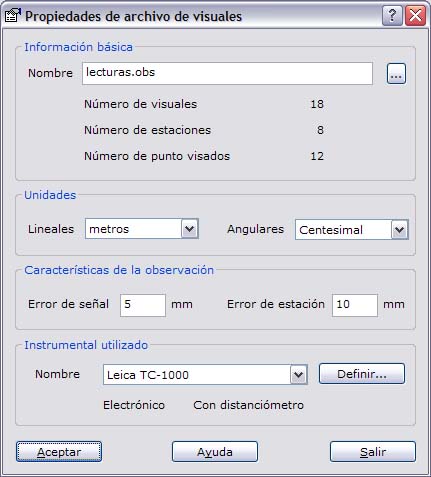 Propiedades de archivo de visuales
Información básica
Nombre lecturas.obs ...
Número de visuales 18
Número de estaciones 8
Número de punto visados 12
Unidades
Lineales metros Angulares Centesimal
Características de la observación
Error de señal 5 mm Error de estación 10 mm
Instrumental utilizado
Nombre Leica TC-1000 Definir...
Electrónico Con distanciómetro
Aceptar Ayuda Salir